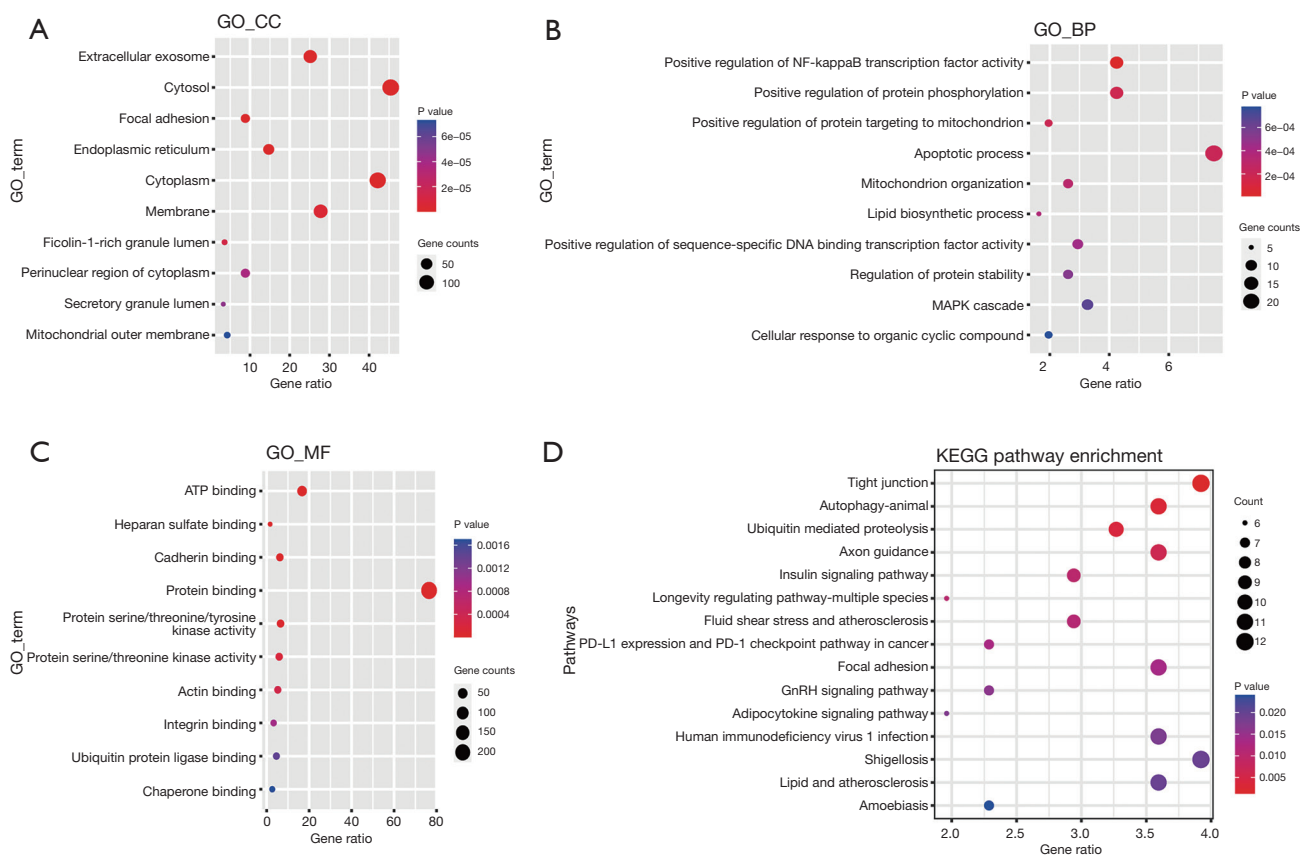 A
GO_CC
GO_term
Extracellular exosome
Cytosol
Focal adhesion
Endoplasmic reticulum
Cytoplasm
Membrane
Ficolin-1-rich granule lumen
Perinuclear region of cytoplasm
Secretory granule lumen
Mitochondrial outer membrane
10 20 30 40
Gene ratio
P value
6e−05
4e−05
2e−05
Gene counts
50
100
B
GO_BP
GO_term
Positive regulation of NF-kappaB transcription factor activity
Positive regulation of protein phosphorylation
Positive regulation of protein targeting to mitochondrion
Apoptotic process
Mitochondrion organization
Lipid biosynthetic process
Positive regulation of sequence-specific DNA binding transcription factor activity
Regulation of protein stability
MAPK cascade
Cellular response to organic cyclic compound
2 4 6
Gene ratio
P value
6e−04
4e−04
2e−04
Gene counts
5
10
15
20
C
GO_MF
GO_term
ATP binding
Heparan sulfate binding
Cadherin binding
Protein binding
Protein serine/threonine/tyrosine
kinase activity
Protein serine/threonine kinase activity
Actin binding
Integrin binding
Ubiquitin protein ligase binding
Chaperone binding
0 20 40 60 80
Gene ratio
P value
0.0016
0.0012
0.0008
0.0004
Gene counts
50
100
150
200
D
KEGG pathway enrichment
Pathways
Tight junction
Autophagy-animal
Ubiquitin mediated proteolysis
Axon guidance
Insulin signaling pathway
Longevity regulating pathway-multiple species
Fluid shear stress and atherosclerosis
PD-L1 expression and PD-1 checkpoint pathway in cancer
Focal adhesion
GnRH signaling pathway
Adipocytokine signaling pathway
Human immunodeficiency virus 1 infection
Shigellosis
Lipid and atherosclerosis
Amoebiasis
2.0 2.5 3.0 3.5 4.0
Gene ratio
Count
6
7
8
9
10
11
12
P value
0.020
0.015
0.010
0.005